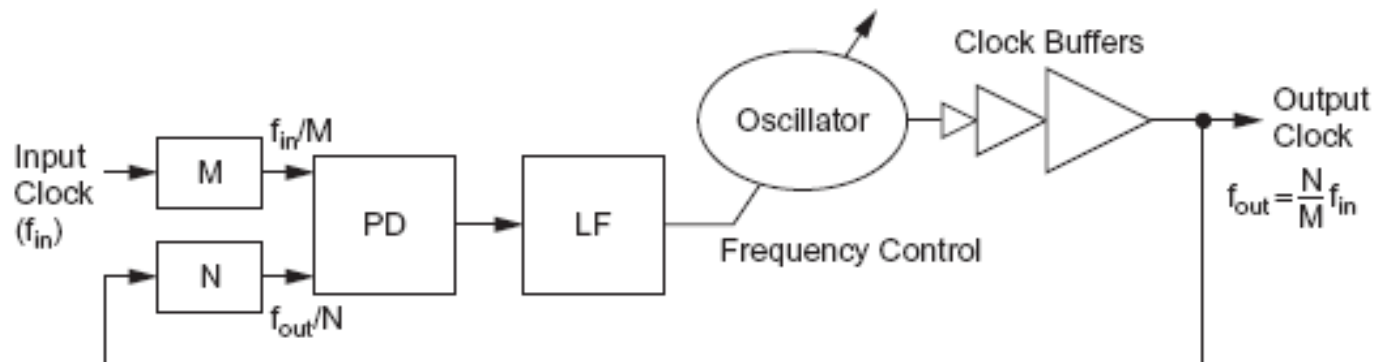 Clock Buffers
Oscillator
Output
Clock
f_out = N/M f_in
Input
Clock
(f_in)
M
f_in/M
PD
LF
Frequency Control
N
f_out/N